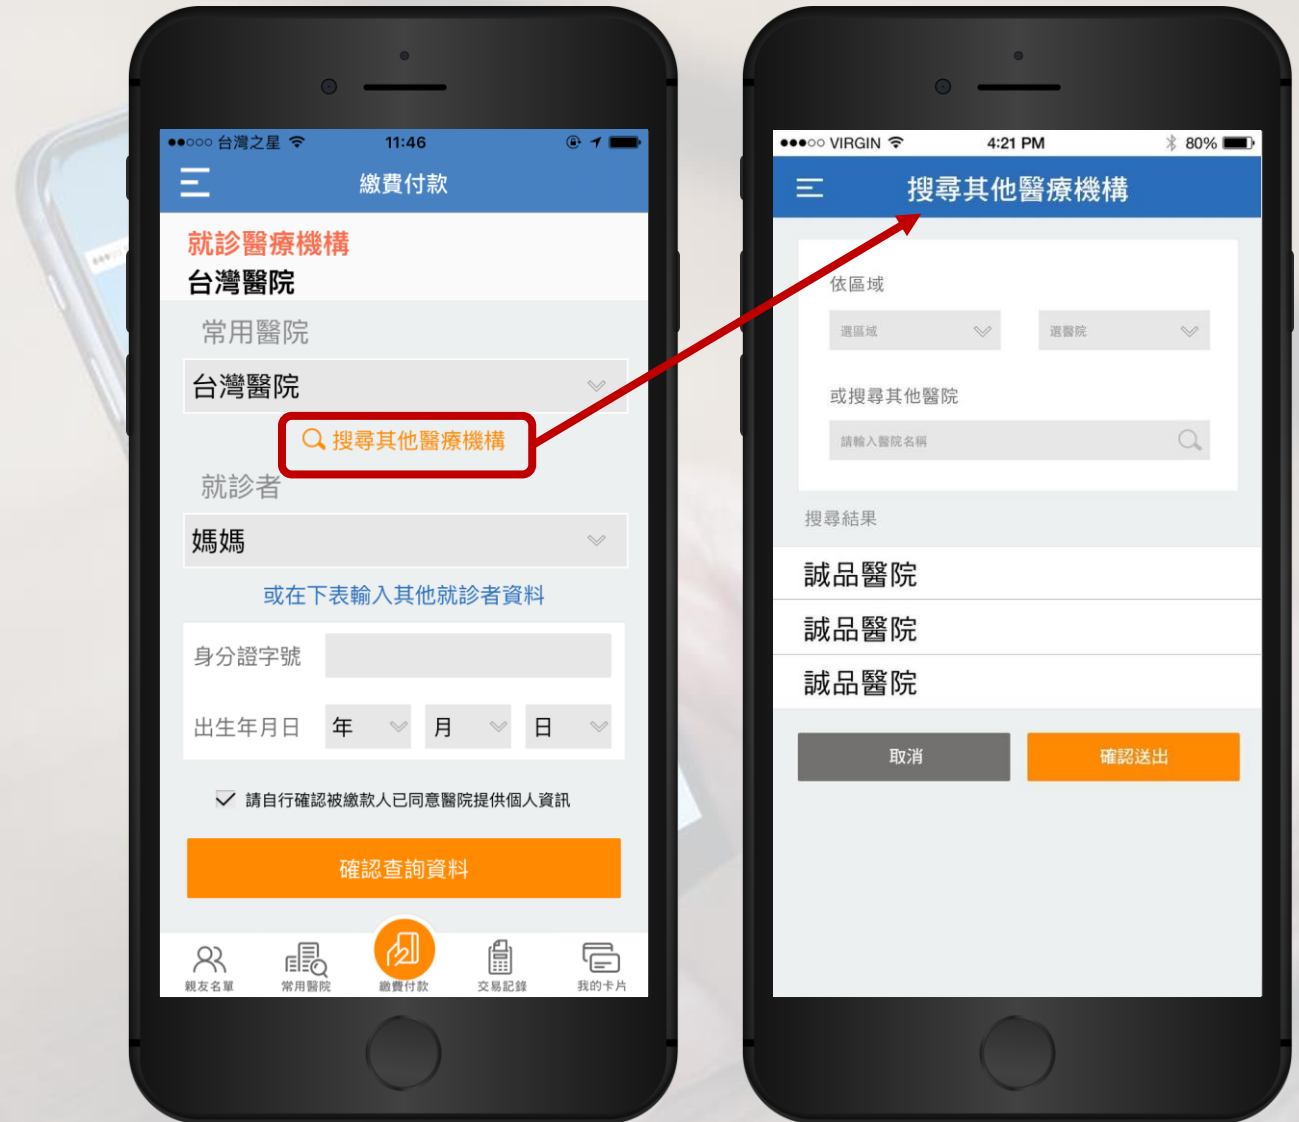 台灣之星 11:46
繳費付款
就診醫療機構
台灣醫院
常用醫院
台灣醫院
搜尋其他醫療機構
就診者
媽媽
或在下表輸入其他就診者資料
身分證字號
出生年月日 年 月 日
請自行確認被繳款人已同意醫院提供個人資訊
確認查詢資料
親友名單 常用醫院 繳費付款 交易記錄 我的卡片
VIRGIN 4:21 PM 80%
搜尋其他醫療機構
依區域
選區域 選醫院
或搜尋其他醫院
請輸入醫院名稱
搜尋結果
誠品醫院
誠品醫院
誠品醫院
取消 確認送出